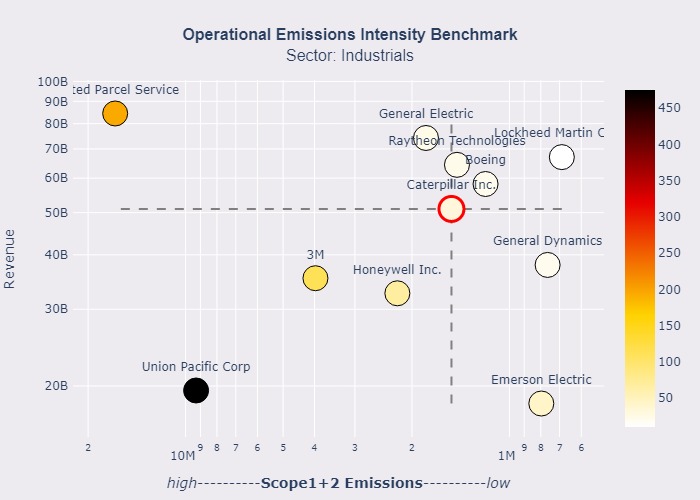 Operational Emissions Intensity Benchmark
Sector: Industrials
100B
90B
80B
70B
60B
50B
40B
30B
20B
Revenue
ted Parcel Service
General Electric
Raytheon Technologies
Lockheed Martin C
Boeing
Caterpillar Inc.
General Dynamics
3M
Honeywell Inc.
Union Pacific Corp
Emerson Electric
450
400
350
300
250
200
150
100
50
2 10M 9 8 7 6 5 4 3 2 1M 9 8 7 6
high----------Scope1+2 Emissions----------low